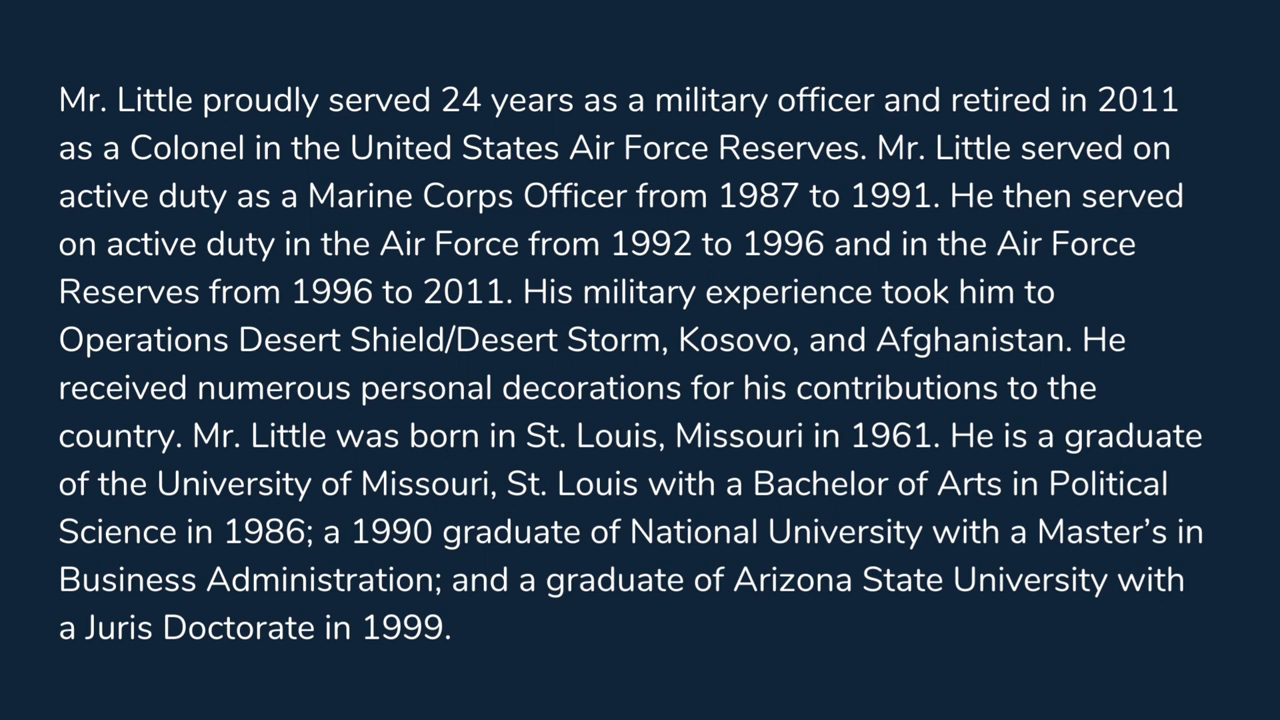 Mr. Little proudly served 24 years as a military officer and retired in 2011
as a Colonel in the United States Air Force Reserves. Mr. Little served on
active duty as a Marine Corps Officer from 1987 to 1991. He then served
on active duty in the Air Force from 1992 to 1996 and in the Air Force
Reserves from 1996 to 2011. His military experience took him to
Operations Desert Shield/Desert Storm, Kosovo, and Afghanistan. He
received numerous personal decorations for his contributions to the
country. Mr. Little was born in St. Louis, Missouri in 1961. He is a graduate
of the University of Missouri, St. Louis with a Bachelor of Arts in Political
Science in 1986; a 1990 graduate of National University with a Master’s in
Business Administration; and a graduate of Arizona State University with
a Juris Doctorate in 1999.